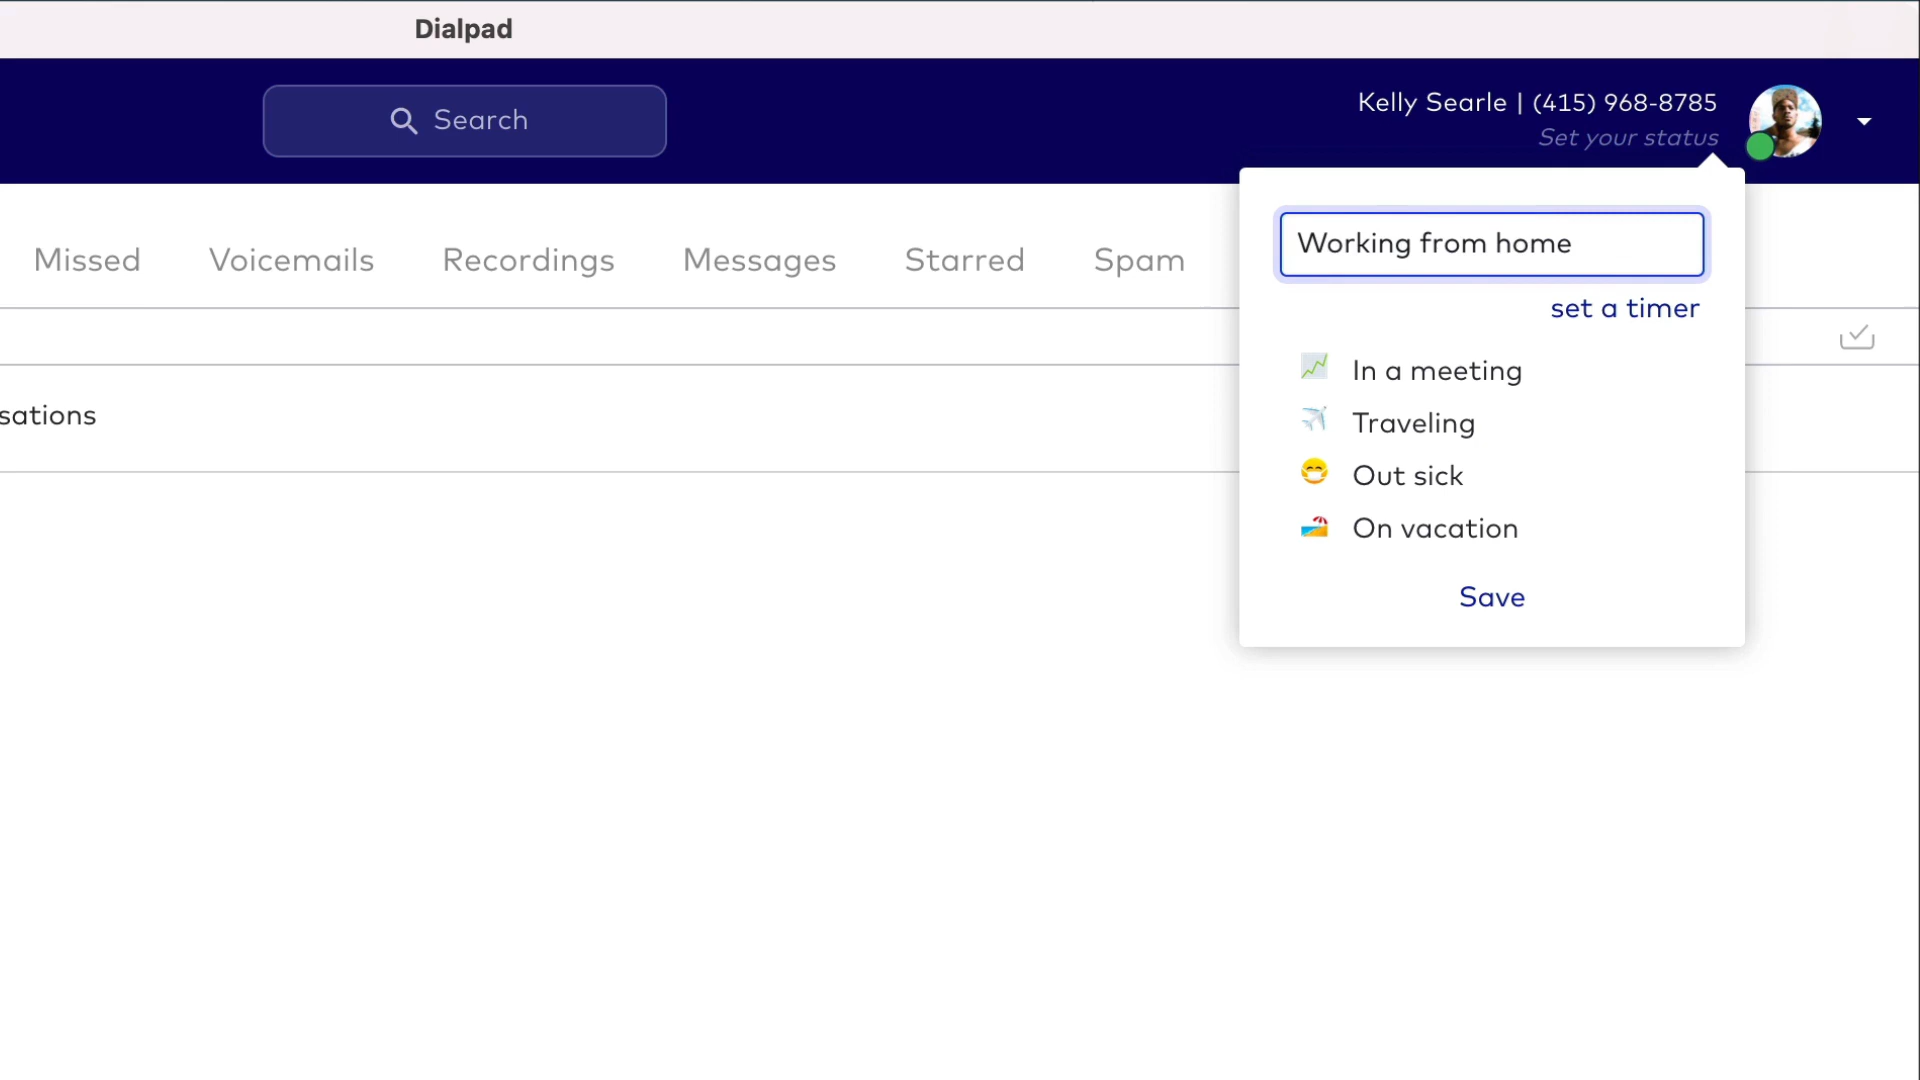 Dialpad
Search
Kelly Searle | (415) 968-8785
Set your status
Missed Voicemails Recordings Messages Starred Spam
Working from home
set a timer
In a meeting
sations
Traveling
Out sick
On vacation
Save